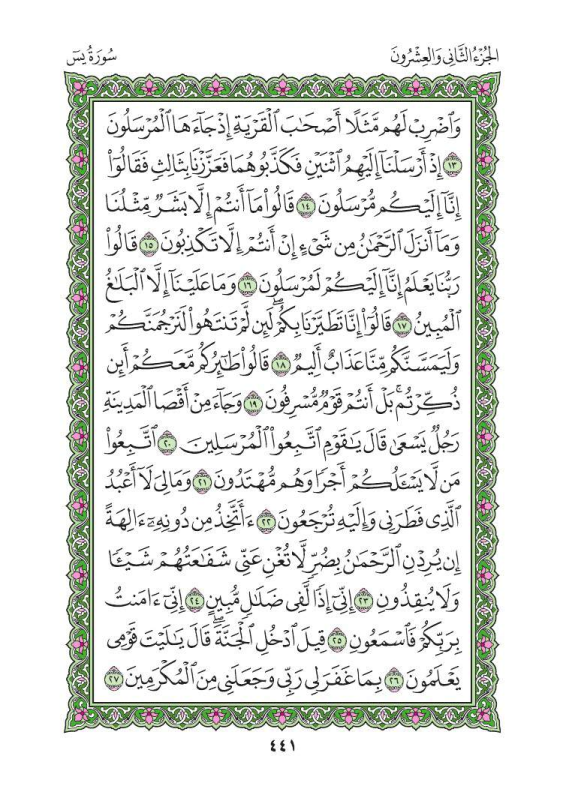 الجُزْءُ الثَّانِي وَالعِشْرُونَ
سُورَةُ يسٓ
وَٱضْرِبْ لَهُم مَّثَلًا أَصْحَٰبَ ٱلْقَرْيَةِ إِذْ جَآءَهَا ٱلْمُرْسَلُونَ
١٣ إِذْ أَرْسَلْنَآ إِلَيْهِمُ ٱثْنَيْنِ فَكَذَّبُوهُمَا فَعَزَّزْنَا بِثَالِثٍ فَقَالُوٓا۟
إِنَّآ إِلَيْكُم مُّرْسَلُونَ ١٤ قَالُوا۟ مَآ أَنتُمْ إِلَّا بَشَرٌ مِّثْلُنَا
وَمَآ أَنزَلَ ٱلرَّحْمَٰنُ مِن شَىْءٍ إِنْ أَنتُمْ إِلَّا تَكْذِبُونَ ١٥ قَالُوا۟
رَبُّنَا يَعْلَمُ إِنَّآ إِلَيْكُمْ لَمُرْسَلُونَ ١٦ وَمَا عَلَيْنَآ إِلَّا ٱلْبَلَٰغُ
ٱلْمُبِينُ ١٧ قَالُوٓا۟ إِنَّا تَطَيَّرْنَا بِكُمْ ۖ لَئِن لَّمْ تَنتَهُوا۟ لَنَرْجُمَنَّكُمْ
وَلَيَمَسَّنَّكُم مِّنَّا عَذَابٌ أَلِيمٌ ١٨ قَالُوا۟ طَٰٓئِرُكُم مَّعَكُمْ ۚ أَئِن
ذُكِّرْتُم ۚ بَلْ أَنتُمْ قَوْمٌ مُّسْرِفُونَ ١٩ وَجَآءَ مِنْ أَقْصَا ٱلْمَدِينَةِ
رَجُلٌ يَسْعَىٰ قَالَ يَٰقَوْمِ ٱتَّبِعُوا۟ ٱلْمُرْسَلِينَ ٢٠ ٱتَّبِعُوا۟
مَن لَّا يَسْـَٔلُكُمْ أَجْرًا وَهُم مُّهْتَدُونَ ٢١ وَمَا لِىَ لَآ أَعْبُدُ
ٱلَّذِى فَطَرَنِى وَإِلَيْهِ تُرْجَعُونَ ٢٢ ءَأَتَّخِذُ مِن دُونِهِۦٓ ءَالِهَةً
إِن يُرِدْنِ ٱلرَّحْمَٰنُ بِضُرٍّ لَّا تُغْنِ عَنِّى شَفَٰعَتُهُمْ شَيْـًٔا
وَلَا يُنقِذُونِ ٢٣ إِنِّىٓ إِذًا لَّفِى ضَلَٰلٍ مُّبِينٍ ٢٤ إِنِّىٓ ءَامَنتُ
بِرَبِّكُمْ فَٱسْمَعُونِ ٢٥ قِيلَ ٱدْخُلِ ٱلْجَنَّةَ ۖ قَالَ يَٰلَيْتَ قَوْمِى
يَعْلَمُونَ ٢٦ بِمَا غَفَرَ لِى رَبِّى وَجَعَلَنِى مِنَ ٱلْمُكْرَمِينَ ٢٧
٤٤١